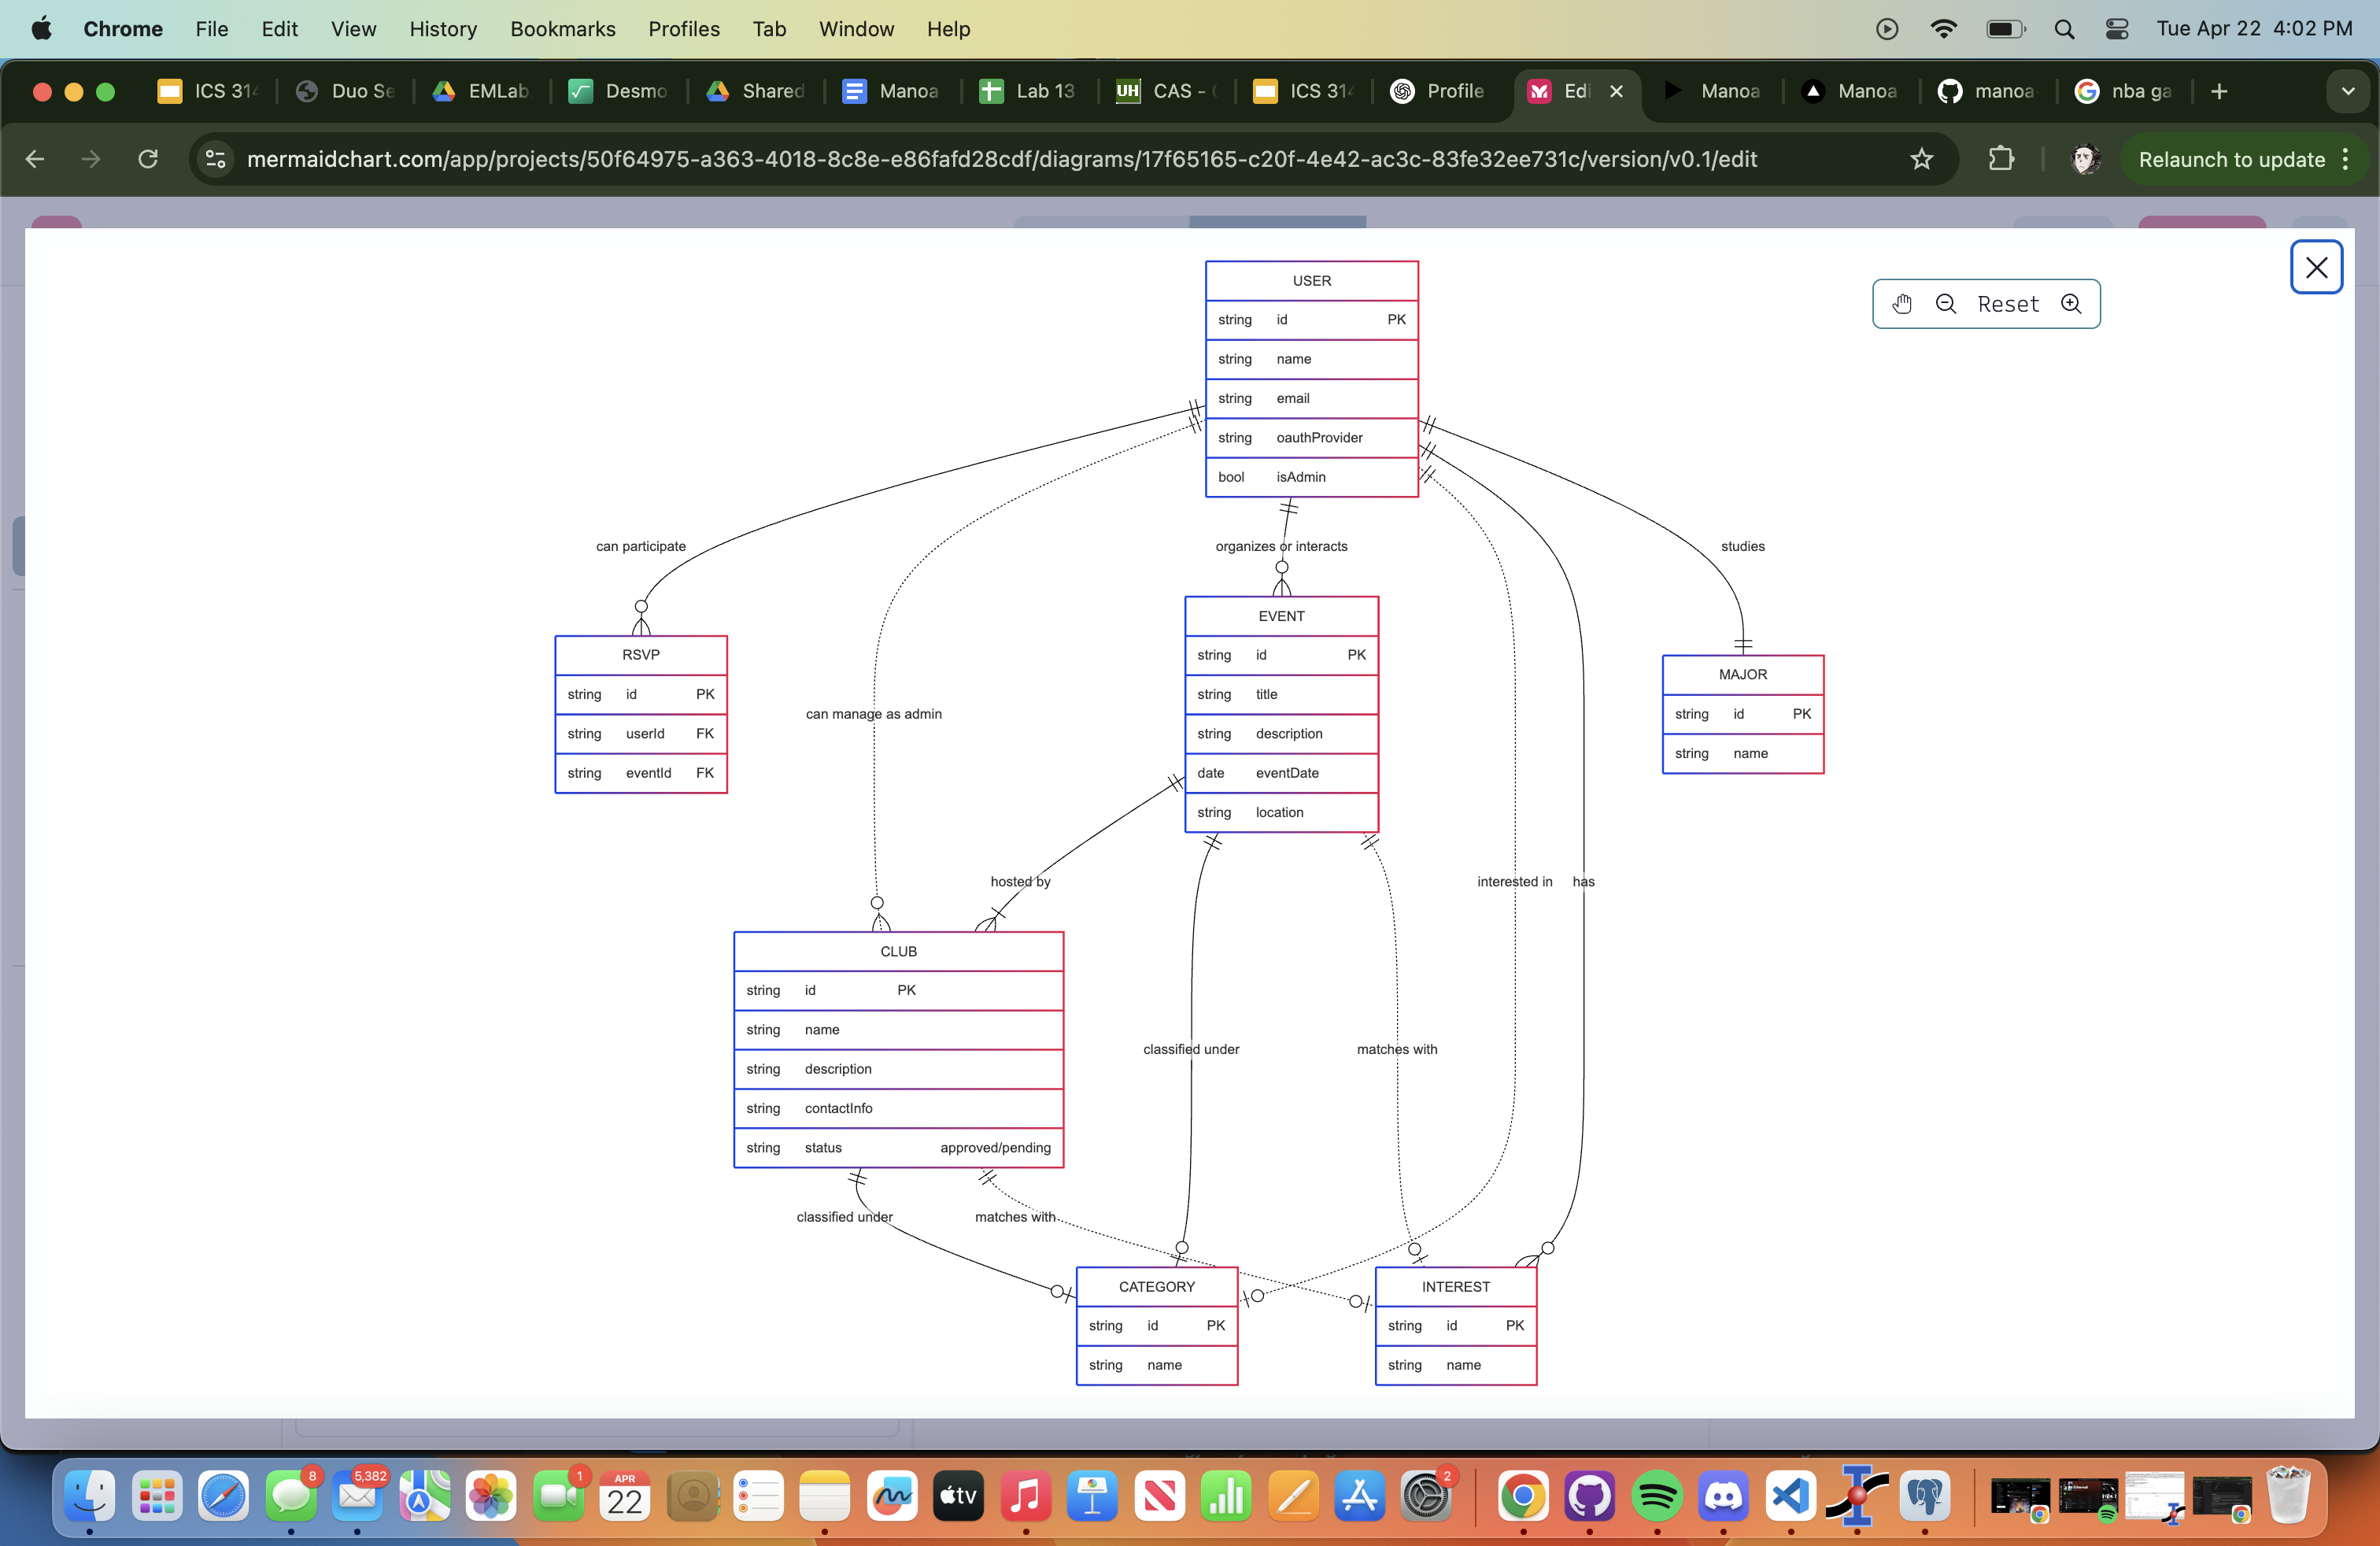 Chrome File Edit View History Bookmarks Profiles Tab Window Help Tue Apr 22 4:02 PM
ICS 314 Duo Se EMLab Desmo Shared Manoa Lab 13 UH CAS - ICS 314 Profile Edi Manoa Manoa manoa- nba ga
mermaidchart.com/app/projects/50f64975-a363-4018-8c8e-e86fafd28cdf/diagrams/17f65165-c20f-4e42-ac3c-83fe32ee731c/version/v0.1/edit Relaunch to update
Reset
USER
string id PK
string name
string email
string oauthProvider
bool isAdmin
can participate
organizes or interacts
studies
EVENT
string id PK
string title
string description
date eventDate
string location
RSVP
string id PK
string userId FK
string eventId FK
MAJOR
string id PK
string name
can manage as admin
hosted by
interested in
has
CLUB
string id PK
string name
string description
string contactInfo
string status approved/pending
classified under
matches with
classified under
matches with
CATEGORY
string id PK
string name
INTEREST
string id PK
string name
8
5,382
1
APR
22
tv
2